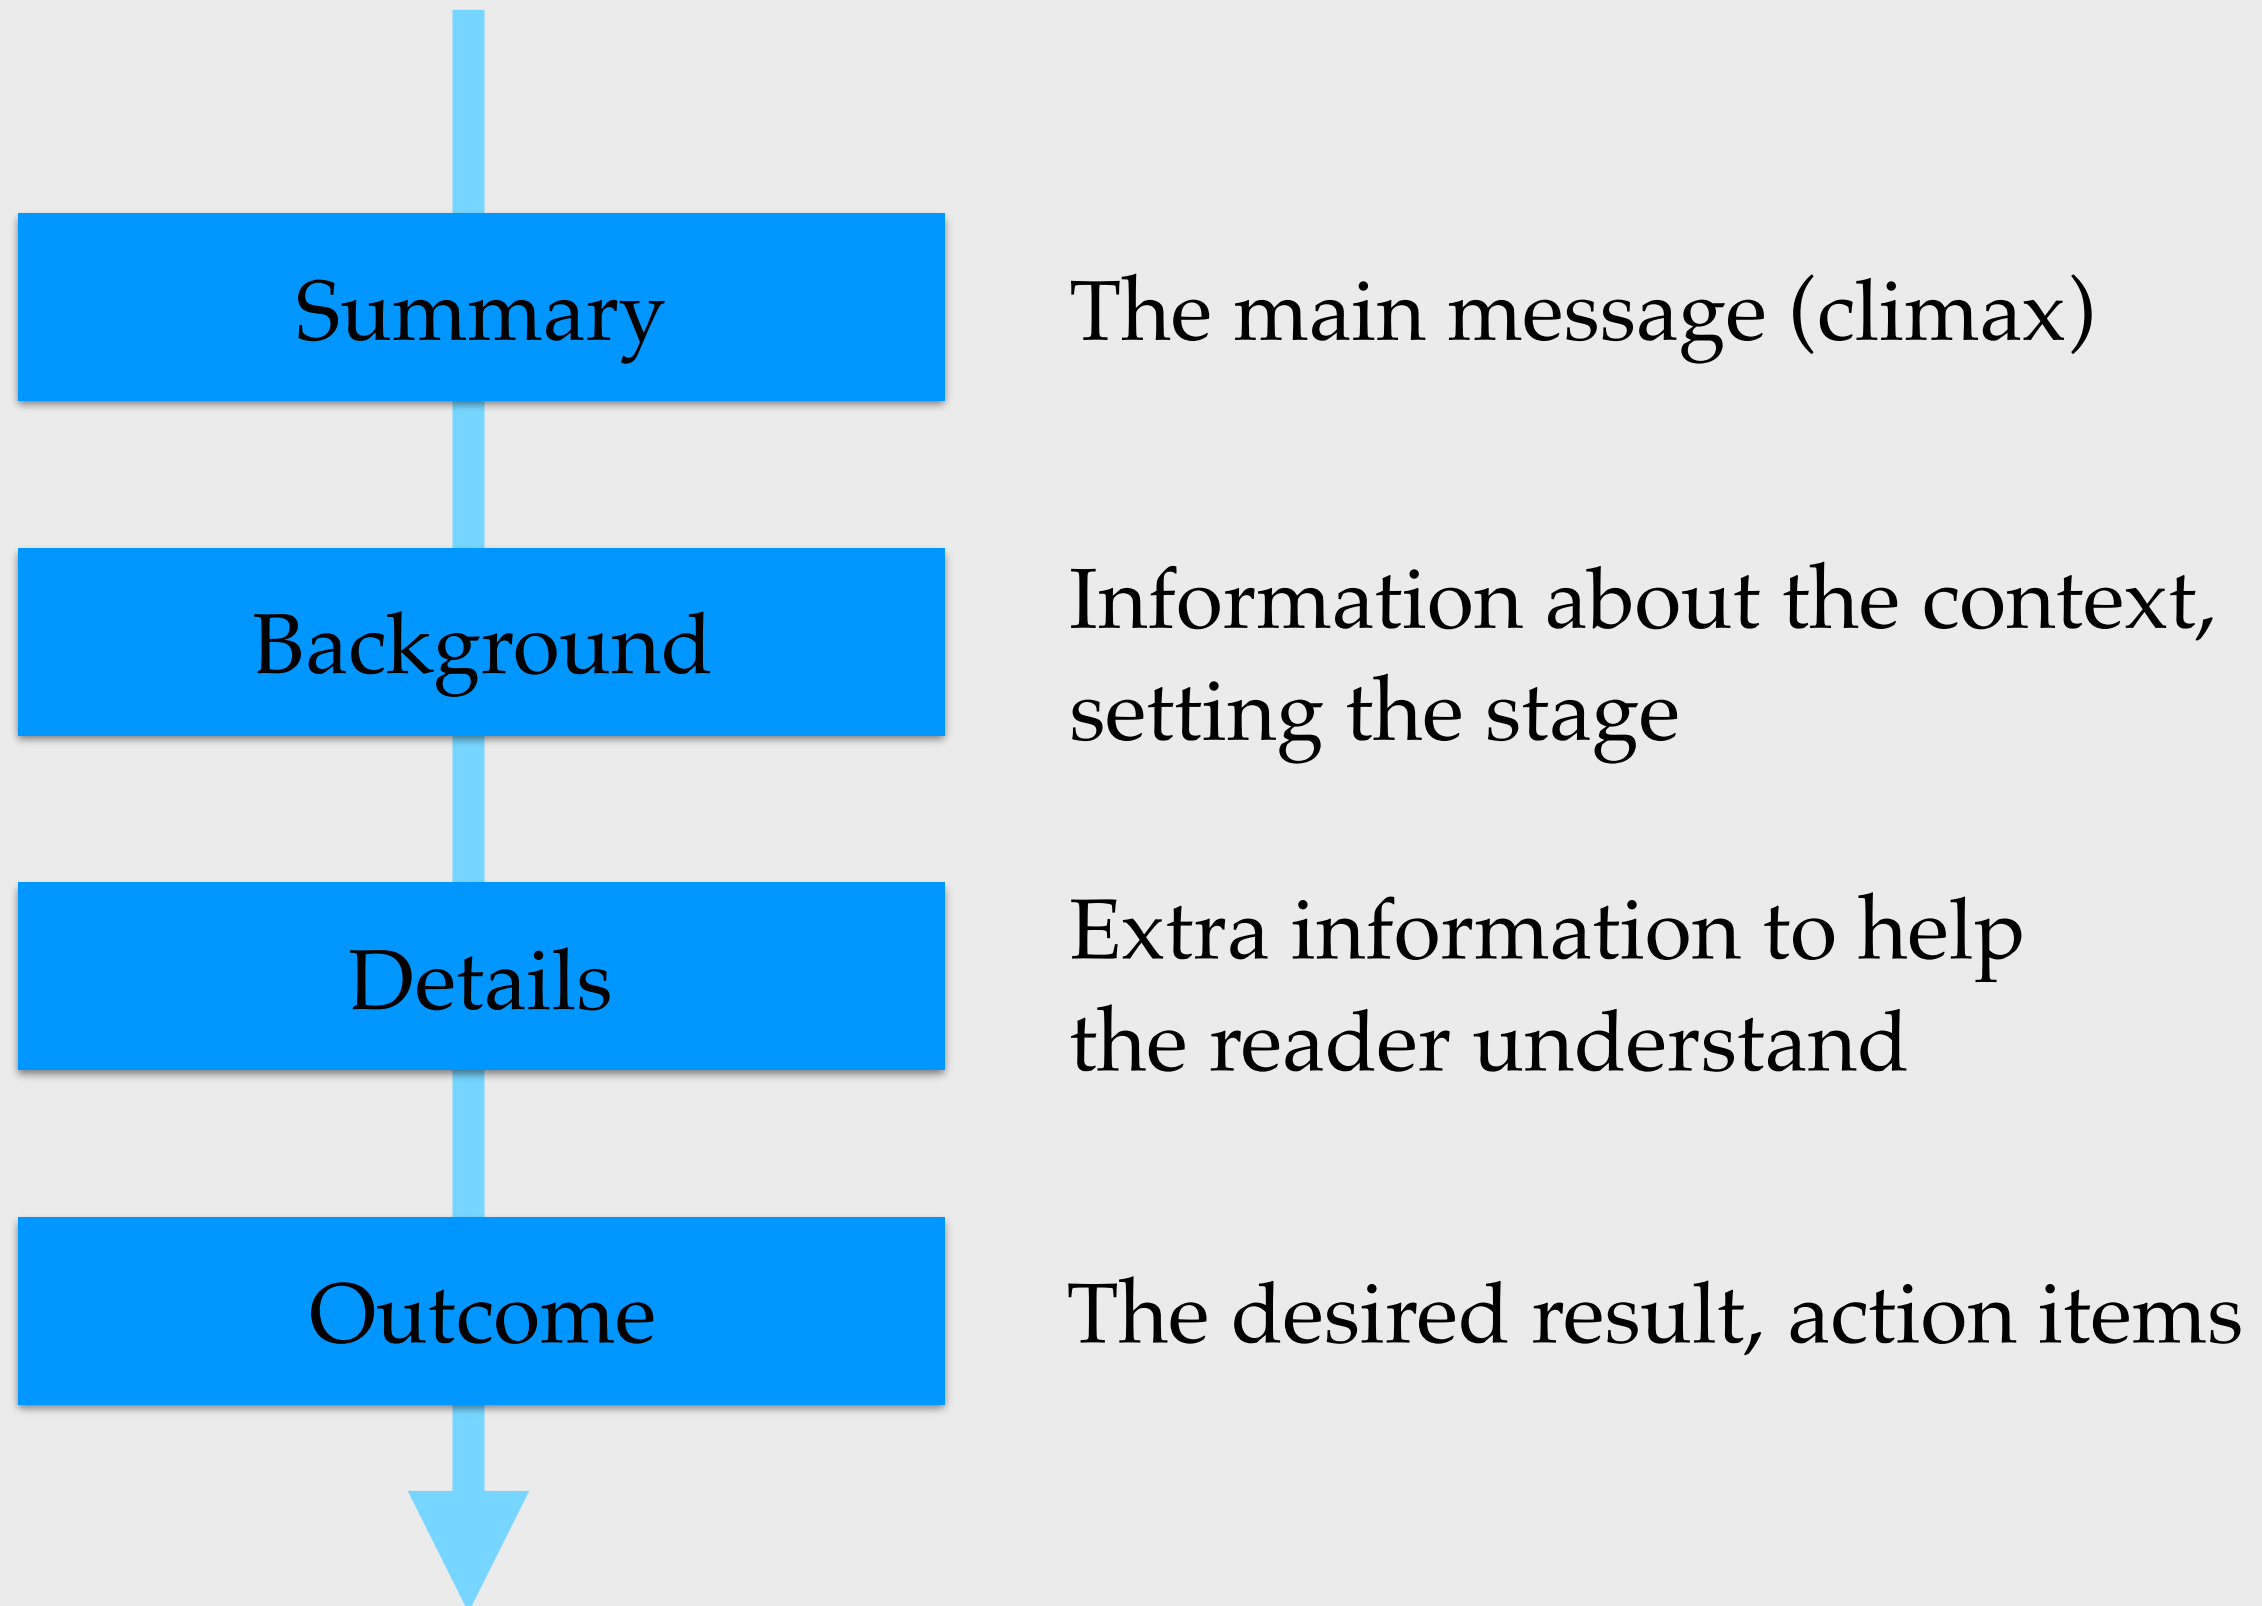 Summary
The main message (climax)
Background
Information about the context,
setting the stage
Details
Extra information to help
the reader understand
Outcome
The desired result, action items